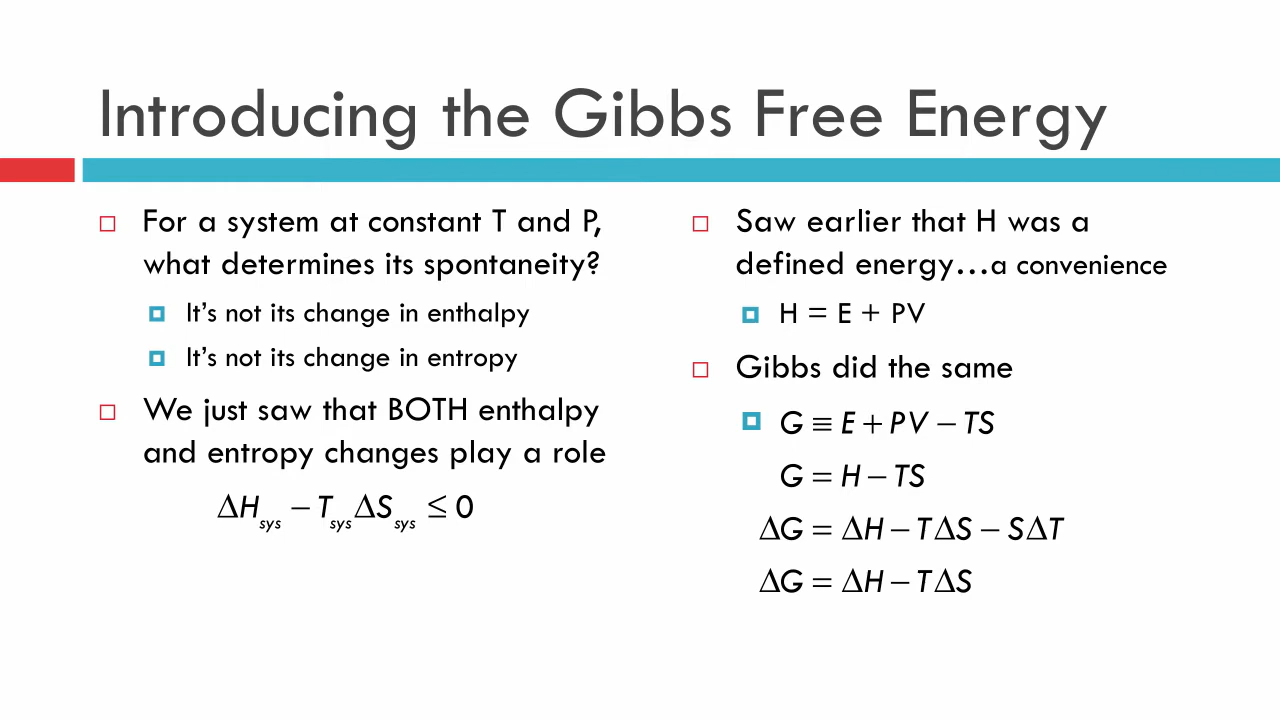 Introducing the Gibbs Free Energy
For a system at constant T and P,
what determines its spontaneity?
It's not its change in enthalpy
It's not its change in entropy
We just saw that BOTH enthalpy
and entropy changes play a role
ΔH_sys − T_sys ΔS_sys ≤ 0
Saw earlier that H was a
defined energy…a convenience
H = E + PV
Gibbs did the same
G ≡ E + PV − TS
G = H − TS
ΔG = ΔH − TΔS − SΔT
ΔG = ΔH − TΔS